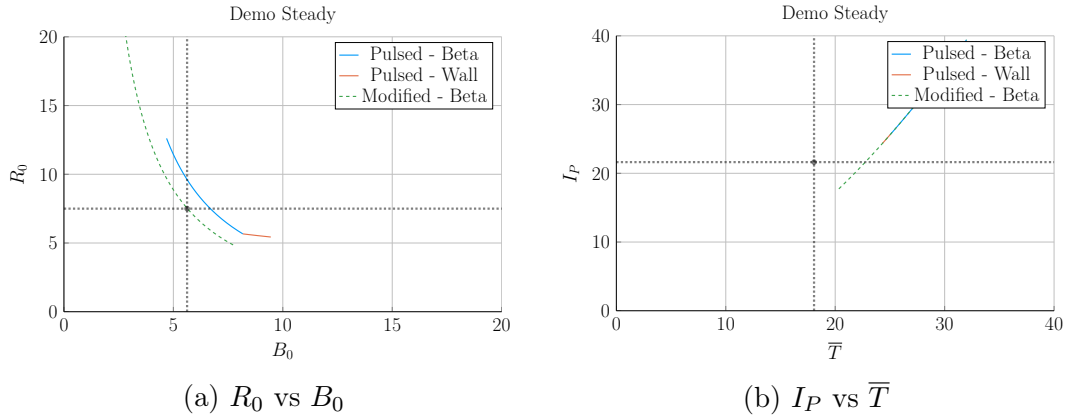 Demo Steady
20
15
10
5
0
0
5
10
15
20
R₀
B₀
Pulsed - Beta
Pulsed - Wall
Modified - Beta
(a) R₀ vs B₀
Demo Steady
40
30
20
10
0
0
10
20
30
40
I_P
T̅
Pulsed - Beta
Pulsed - Wall
Modified - Beta
(b) I_P vs T̅